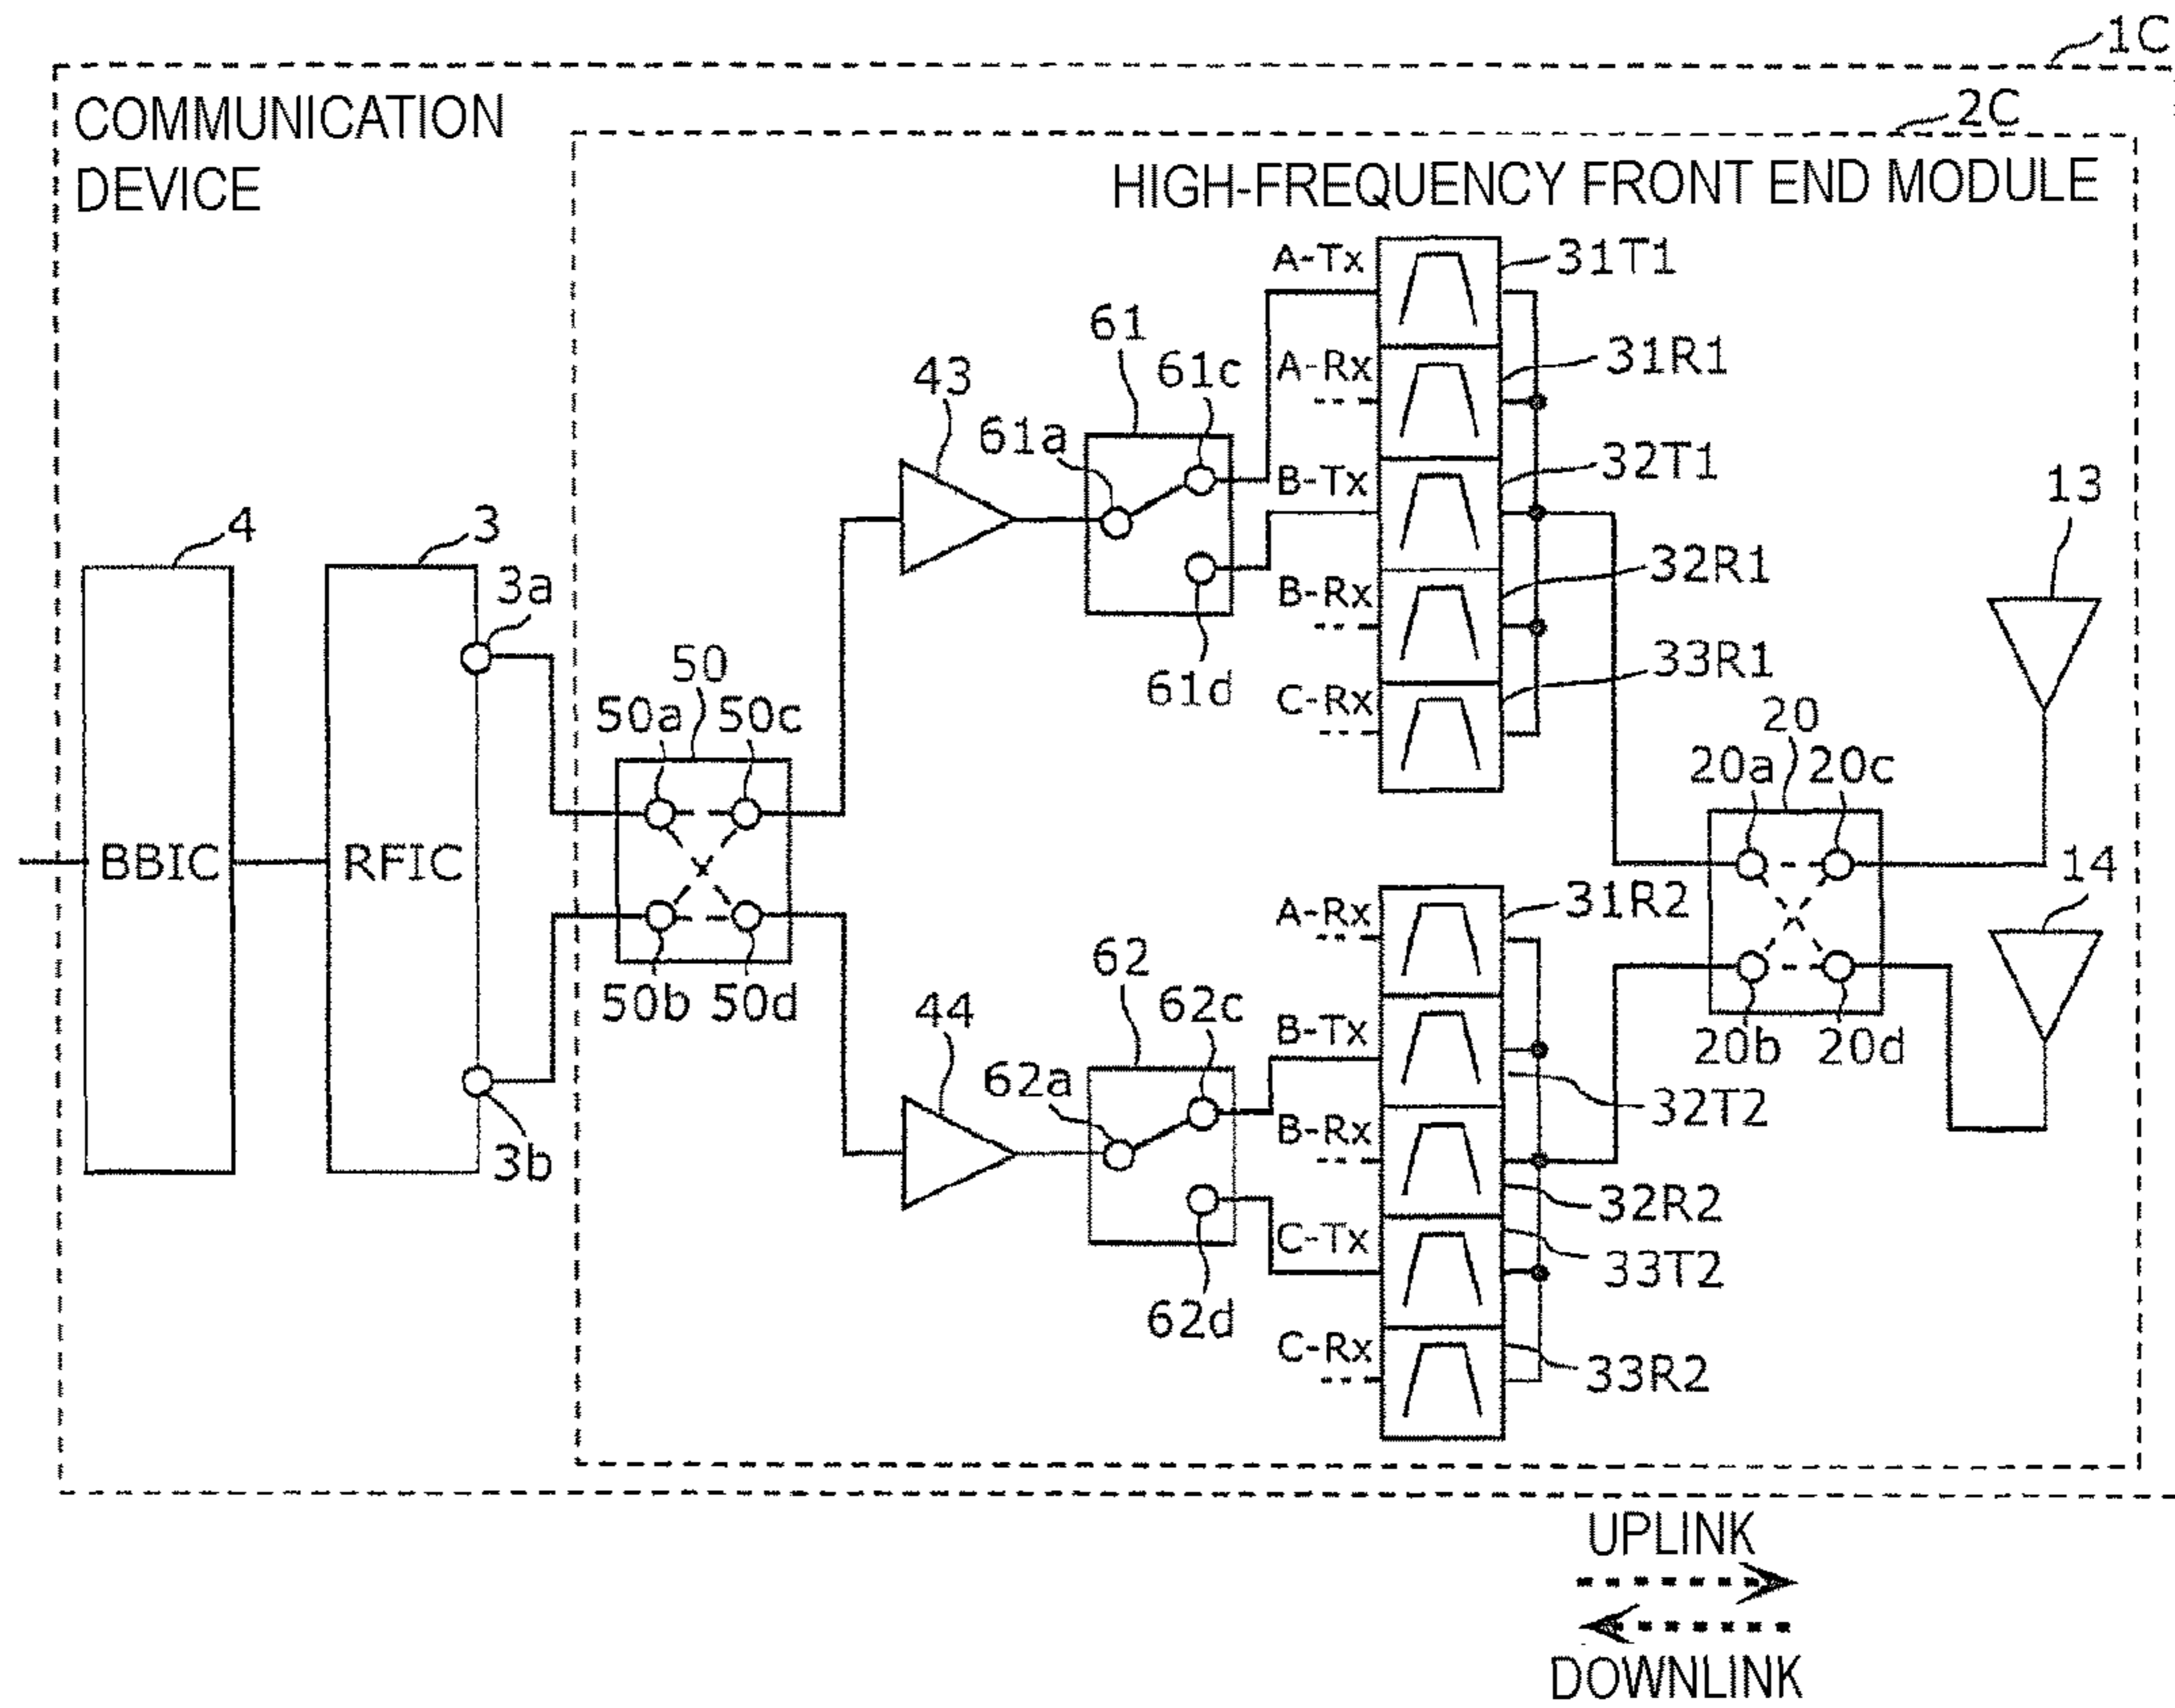 1C
COMMUNICATION
DEVICE
2C
HIGH-FREQUENCY FRONT END MODULE
A-Tx
31T1
61
43
61c
A-Rx
31R1
61a
B-Tx
32T1
13
4
3
3a
B-Rx
32R1
50
61d
C-Rx
33R1
50a
50c
20
20a
20c
BBIC
RFIC
14
A-Rx
31R2
62
50b
50d
62c
44
B-Tx
20b
20d
62a
32T2
3b
B-Rx
32R2
C-Tx
33T2
62d
C-Rx
33R2
UPLINK
DOWNLINK